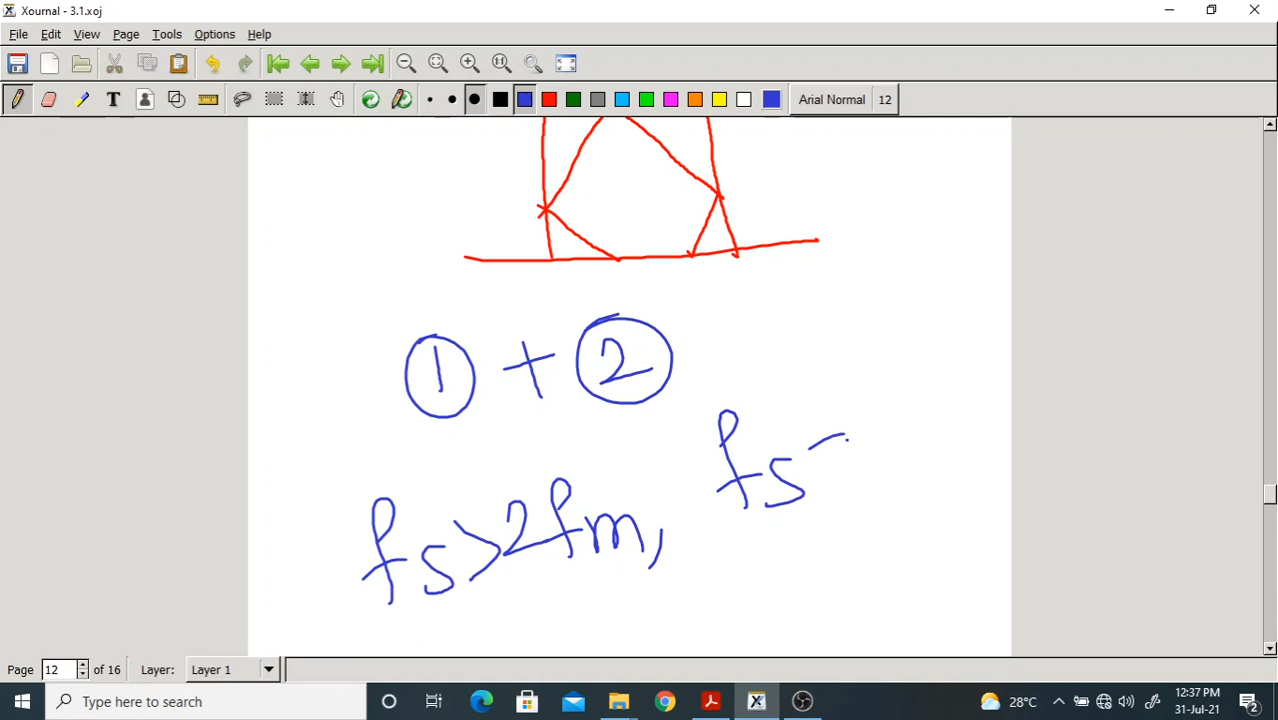 Xournal - 3.1.xoj
File Edit View Page Tools Options Help
Arial Normal 12
① + ②
fs
fs>2fm,
Page 12 of 16 Layer: Layer 1
Type here to search
28°C
12:37 PM
31-Jul-21
2